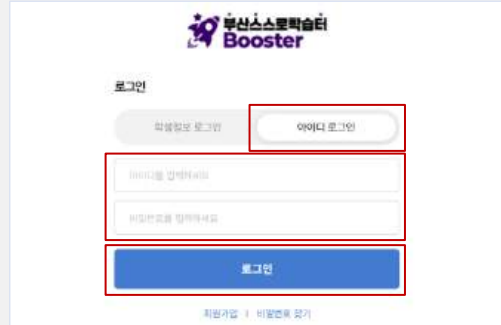 부산스스로학습터
Booster
로그인
학생정보 로그인
아이디 로그인
아이디를 입력하세요
비밀번호를 입력하세요
로그인
회원가입 | 비밀번호 찾기